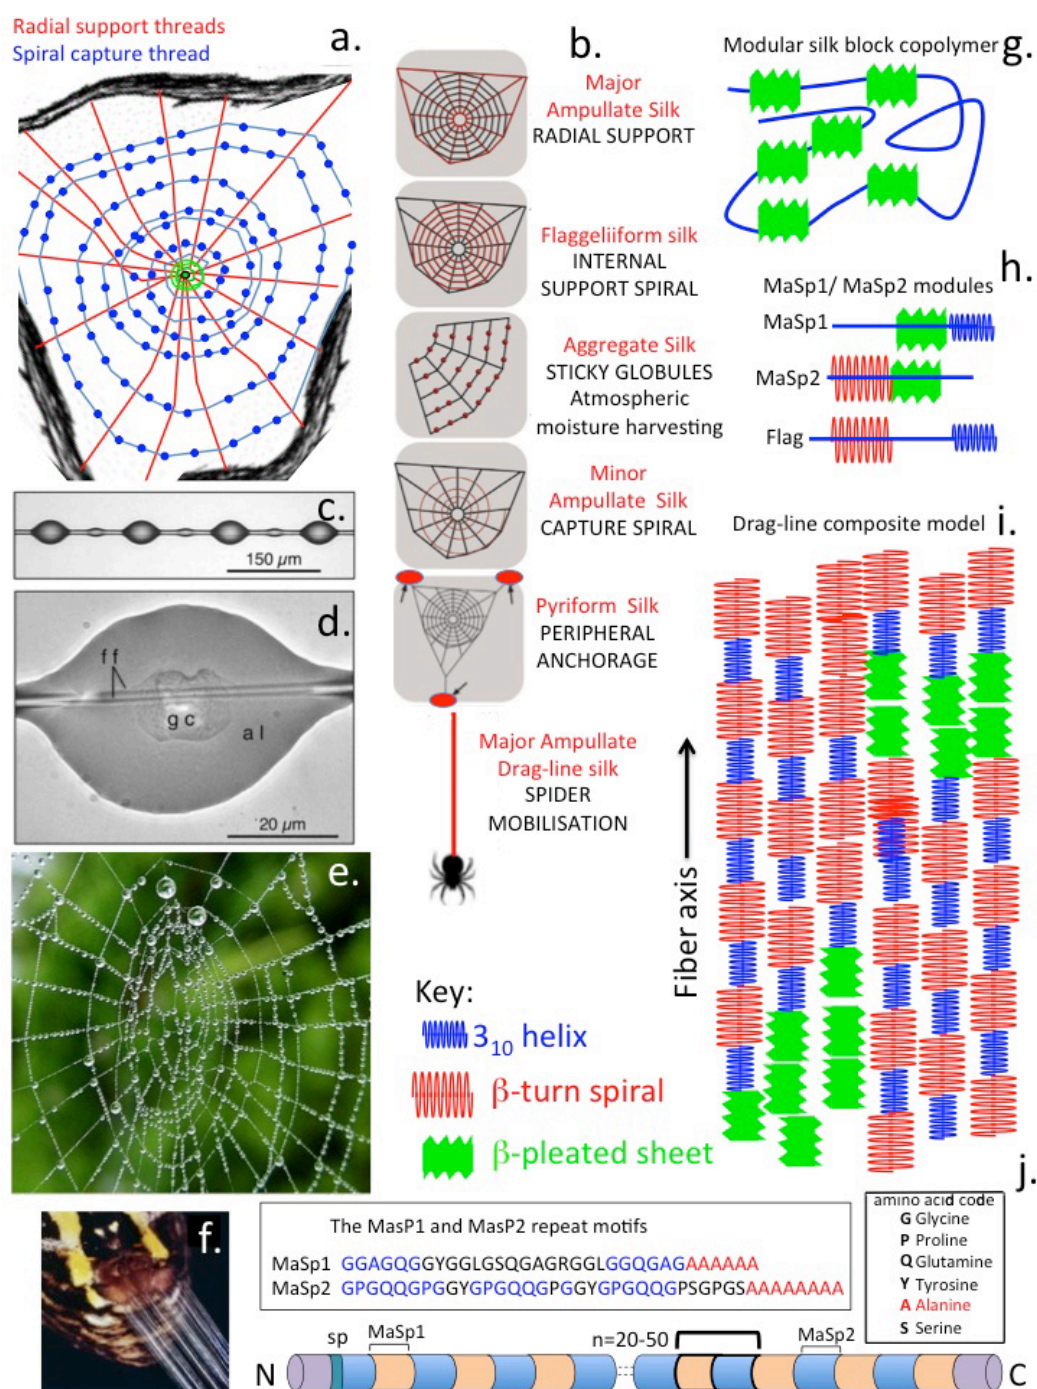 Radial support threads
Spiral capture thread
a.
b.
Major
Ampullate Silk
RADIAL SUPPORT
Flaggeliiform silk
INTERNAL
SUPPORT SPIRAL
Aggregate Silk
STICKY GLOBULES
Atmospheric
moisture harvesting
Minor
Ampullate Silk
CAPTURE SPIRAL
Pyriform Silk
PERIPHERAL
ANCHORAGE
Major Ampullate
Drag-line silk
SPIDER
MOBILISATION
c.
150 µm
d.
f f
g c
a l
20 µm
e.
f.
Modular silk block copolymer
g.
h.
MaSp1/ MaSp2 modules
MaSp1
MaSp2
Flag
Drag-line composite model
i.
Fiber axis
Key:
3₁₀ helix
β-turn spiral
β-pleated sheet
j.
The MasP1 and MasP2 repeat motifs
MaSp1 GGAGQGGYGGLGSQGAGRGGLGGQGAGAAAAAA
MaSp2 GPGQQGPGGYGPGQQGPGGYGPGQQGPSGPGSAAAAAAAA
amino acid code
G Glycine
P Proline
Q Glutamine
Y Tyrosine
A Alanine
S Serine
sp
MaSp1
n=20-50
MaSp2
N
C